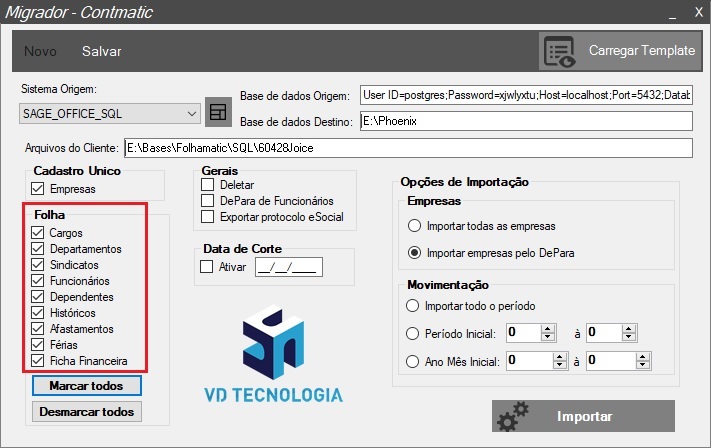 Migrador - Contmatic
_ X
Novo Salvar Carregar Template
Sistema Origem:
SAGE_OFFICE_SQL
Base de dados Origem: User ID=postgres;Password=xjwlyxtu;Host=localhost;Port=5432;Datab
Base de dados Destino: E:\Phoenix
Arquivos do Cliente: E:\Bases\Folhamatic\SQL\60428Joice
Cadastro Unico
Empresas
Folha
Cargos
Departamentos
Sindicatos
Funcionários
Dependentes
Históricos
Afastamentos
Férias
Ficha Financeira
Marcar todos
Desmarcar todos
Gerais
Deletar
DePara de Funcionários
Exportar protocolo eSocial
Data de Corte
Ativar __/__/____
VD TECNOLOGIA
Opções de Importação
Empresas
Importar todas as empresas
Importar empresas pelo DePara
Movimentação
Importar todo o período
Período Inicial: 0 à 0
Ano Mês Inicial: 0 à 0
Importar